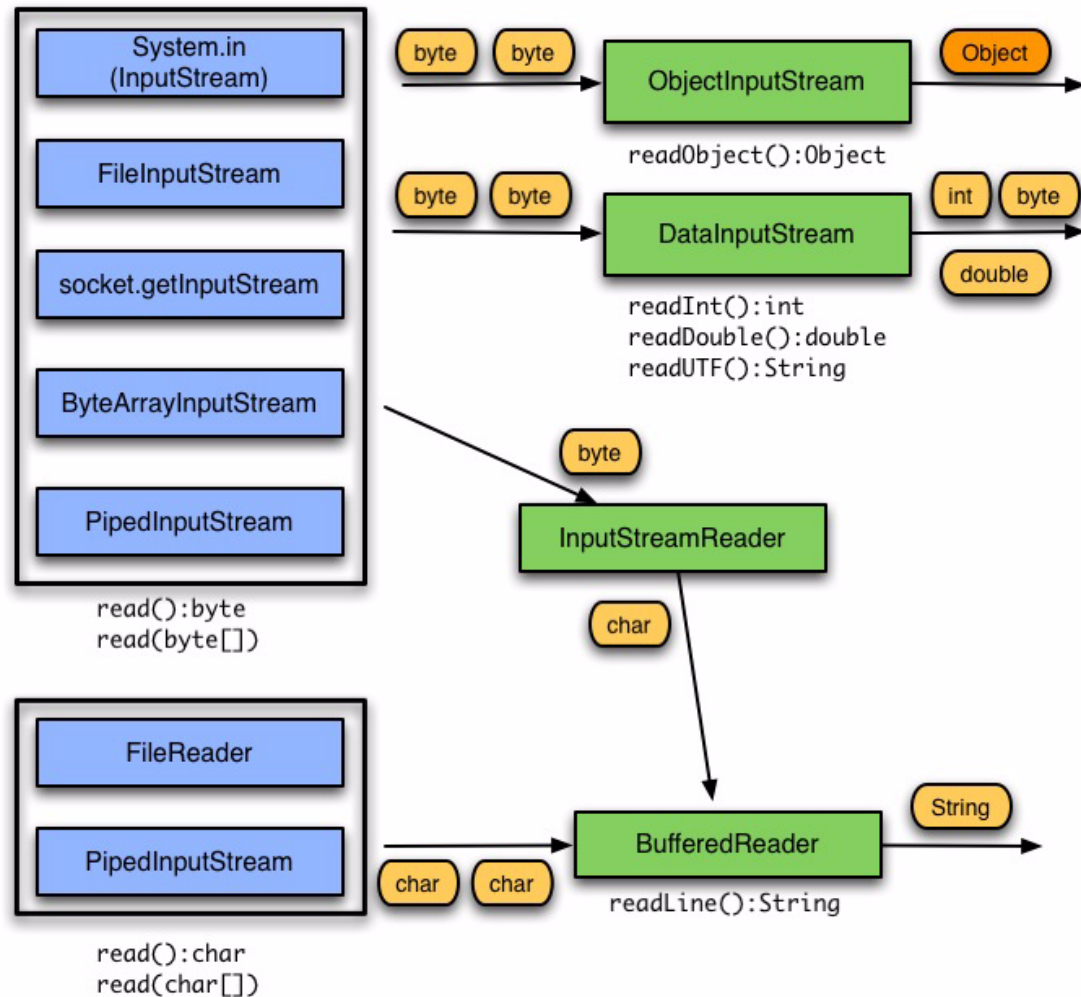 System.in
(InputStream)
FileInputStream
socket.getInputStream
ByteArrayInputStream
PipedInputStream
read():byte
read(byte[])
byte byte
ObjectInputStream
Object
readObject():Object
byte byte
DataInputStream
int byte
double
readInt():int
readDouble():double
readUTF():String
byte
InputStreamReader
char
FileReader
PipedInputStream
read():char
read(char[])
char char
BufferedReader
String
readLine():String